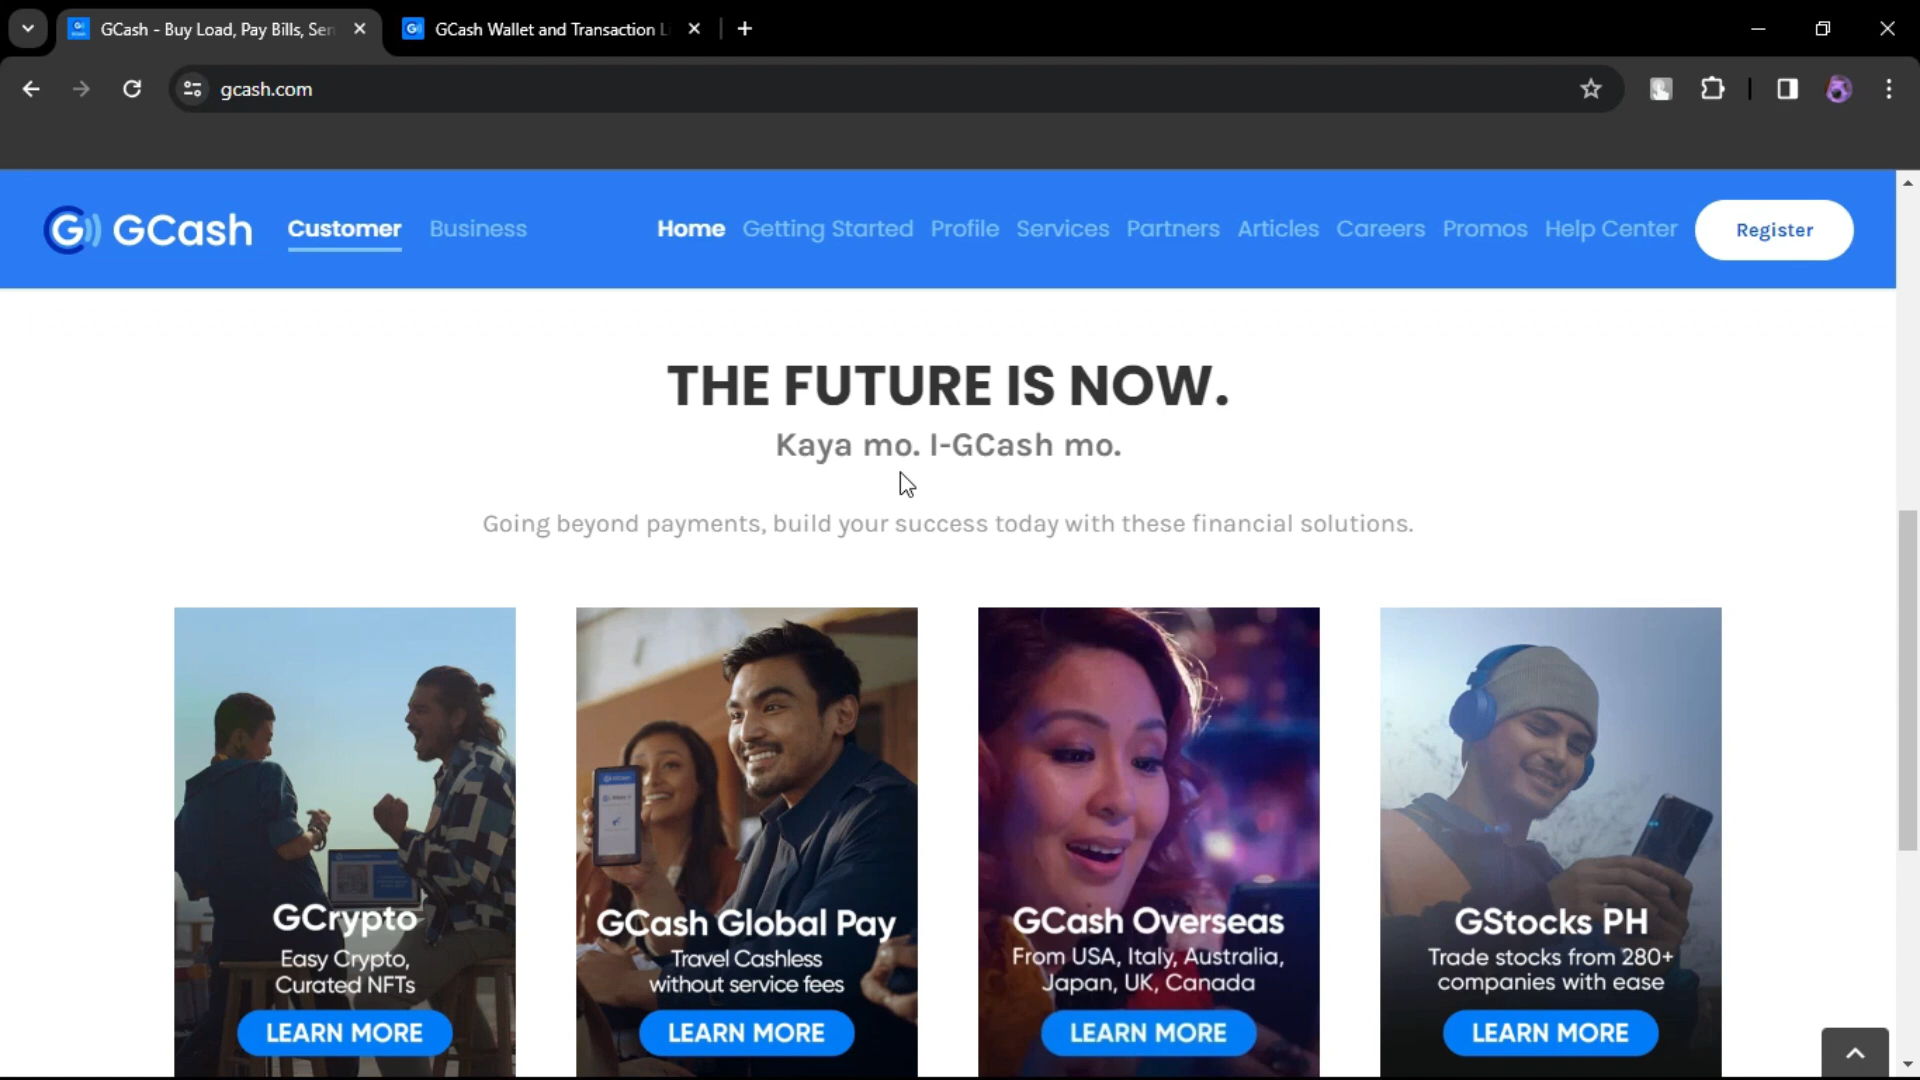 GCash - Buy Load, Pay Bills, Sen
GCash Wallet and Transaction Li
gcash.com
GCash
Customer
Business
Home
Getting Started
Profile
Services
Partners
Articles
Careers
Promos
Help Center
Register
THE FUTURE IS NOW.
Kaya mo. I-GCash mo.
Going beyond payments, build your success today with these financial solutions.
GCrypto
Easy Crypto,
Curated NFTs
LEARN MORE
GCash Global Pay
Travel Cashless
without service fees
LEARN MORE
GCash Overseas
From USA, Italy, Australia,
Japan, UK, Canada
LEARN MORE
GStocks PH
Trade stocks from 280+
companies with ease
LEARN MORE